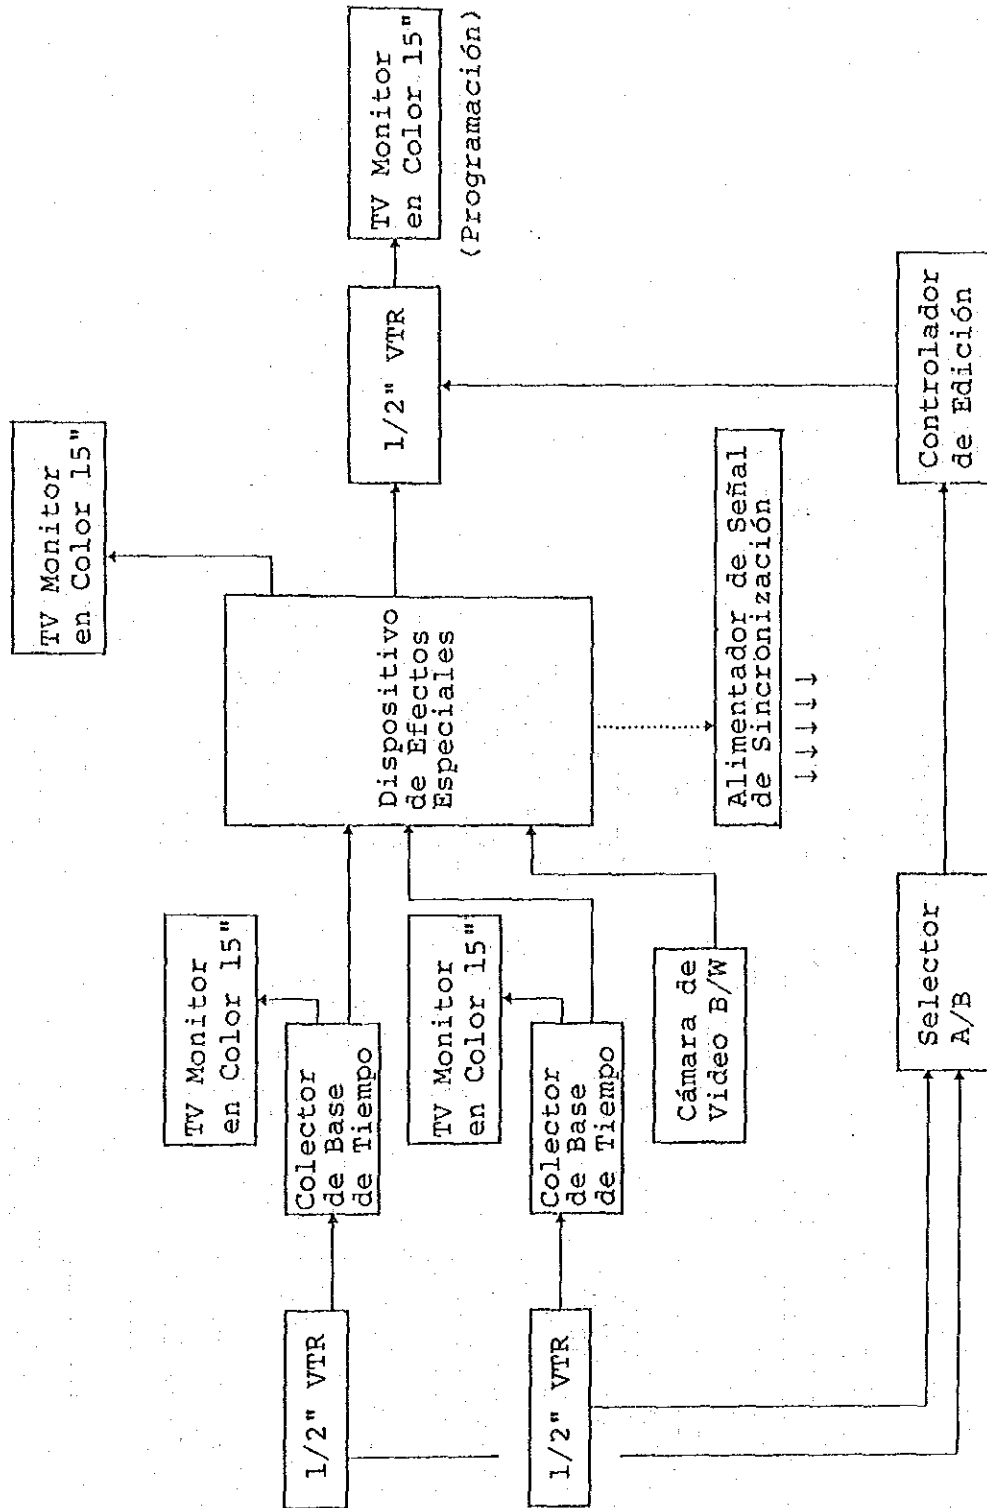 TV Monitor
en Color 15"
TV Monitor
en Color 15"
1/2" VTR
Colector
de Base
de Tiempo
Dispositivo
de Efectos
Especiales
1/2" VTR
TV Monitor
en Color 15"
(Programación)
TV Monitor
en Color 15"
1/2" VTR
Colector
de Base
de Tiempo
Cámara de
Video B/W
Alimentador de Señal
de Sincronización
↓↓↓↓↓
Selector
A/B
Controlador
de Edición